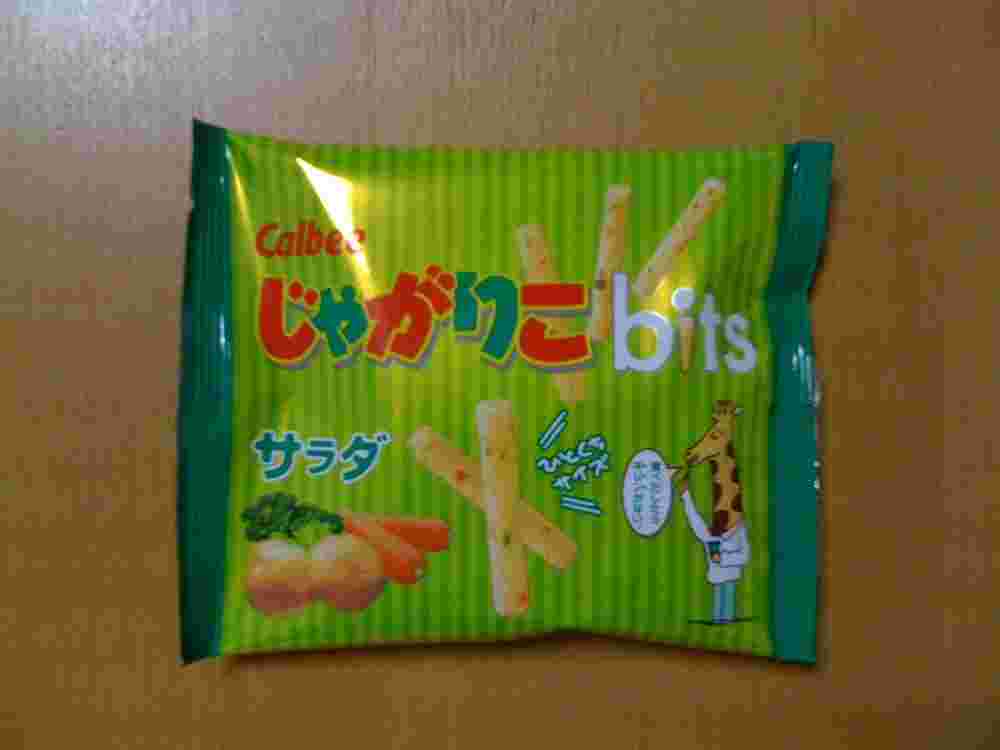 Calbee
じゃがりこ bits
サラダ
ひとくち
サイズ